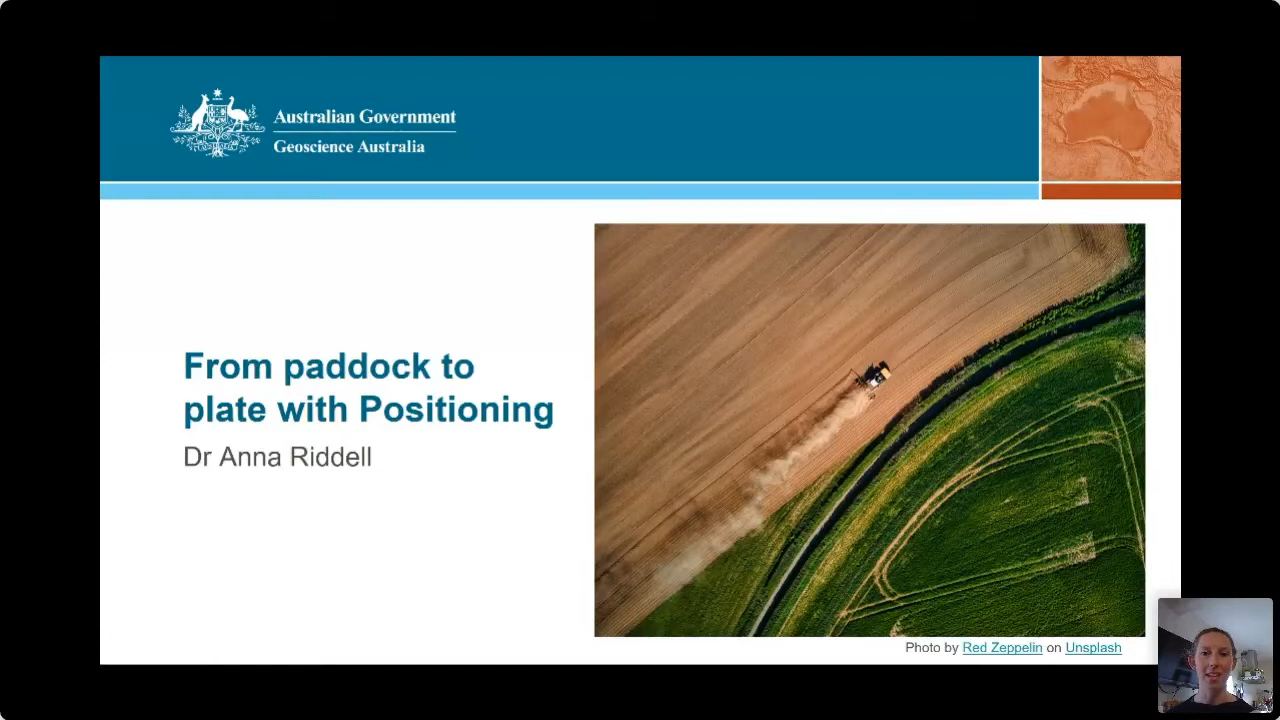 Australian Government
Geoscience Australia
From paddock to
plate with Positioning
Dr Anna Riddell
Photo by Red Zeppelin on Unsplash